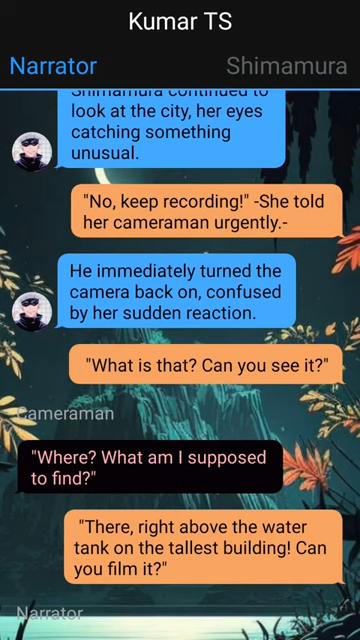 Kumar TS
Narrator Shimamura
Shimamura continued to
look at the city, her eyes
catching something
unusual.
"No, keep recording!" -She told
her cameraman urgently.-
He immediately turned the
camera back on, confused
by her sudden reaction.
"What is that? Can you see it?"
Cameraman
"Where? What am I supposed
to find?"
"There, right above the water
tank on the tallest building! Can
you film it?"
Narrator